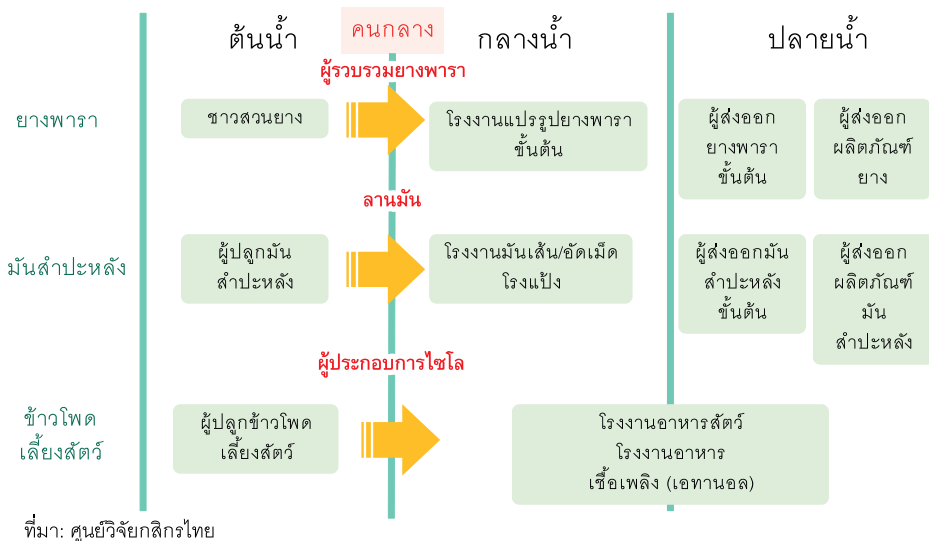 ต้นน้ำ
คนกลาง
กลางน้ำ
ปลายน้ำ
ผู้รวบรวมยางพารา
ยางพารา
ชาวสวนยาง
โรงงานแปรรูปยางพารา
ขั้นต้น
ผู้ส่งออก
ยางพารา
ขั้นต้น
ผู้ส่งออก
ผลิตภัณฑ์
ยาง
ลานมัน
มันสำปะหลัง
ผู้ปลูกมัน
สำปะหลัง
โรงงานมันเส้น/อัดเม็ด
โรงแป้ง
ผู้ส่งออกมัน
สำปะหลัง
ขั้นต้น
ผู้ส่งออก
ผลิตภัณฑ์
มัน
สำปะหลัง
ผู้ประกอบการไซโล
ข้าวโพด
เลี้ยงสัตว์
ผู้ปลูกข้าวโพด
เลี้ยงสัตว์
โรงงานอาหารสัตว์
โรงงานอาหาร
เชื้อเพลิง (เอทานอล)
ที่มา: ศูนย์วิจัยกสิกรไทย